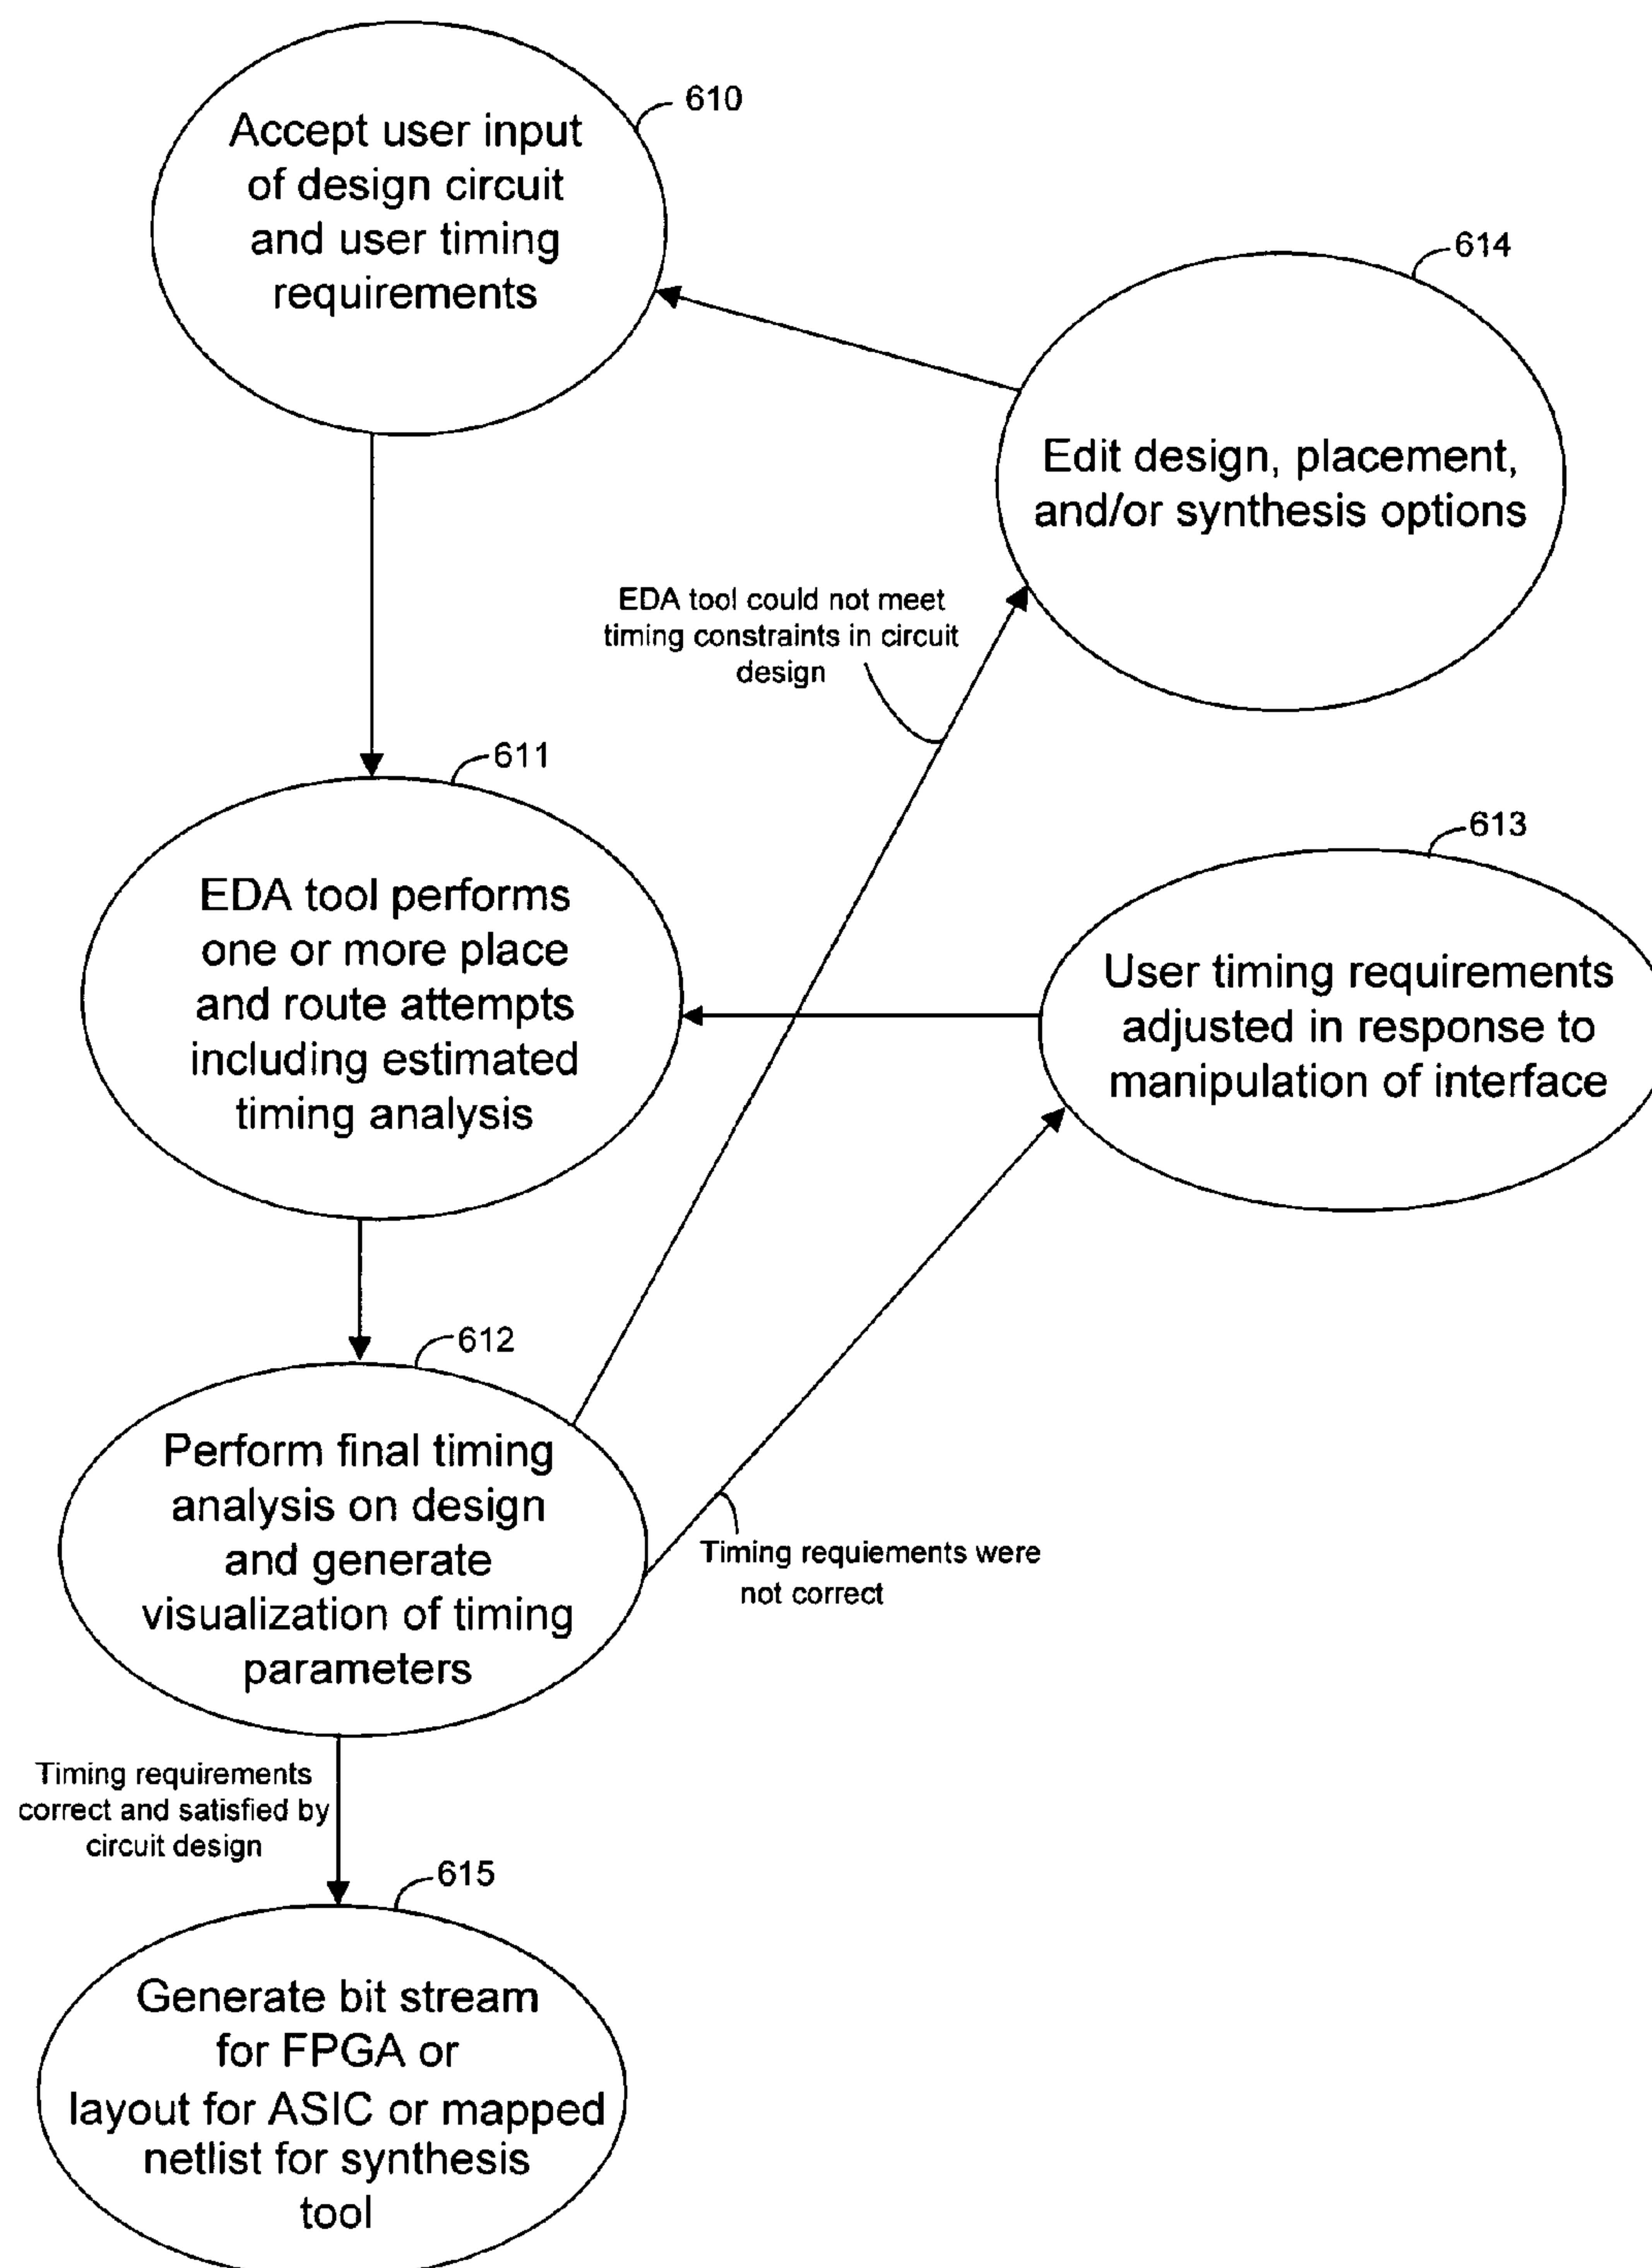 610
Accept user input
of design circuit
and user timing
requirements
614
Edit design, placement,
and/or synthesis options
EDA tool could not meet
timing constraints in circuit
design
611
EDA tool performs
one or more place
and route attempts
including estimated
timing analysis
613
User timing requirements
adjusted in response to
manipulation of interface
612
Perform final timing
analysis on design
and generate
visualization of timing
parameters
Timing requiements were
not correct
Timing requirements
correct and satisfied by
circuit design
615
Generate bit stream
for FPGA or
layout for ASIC or mapped
netlist for synthesis
tool